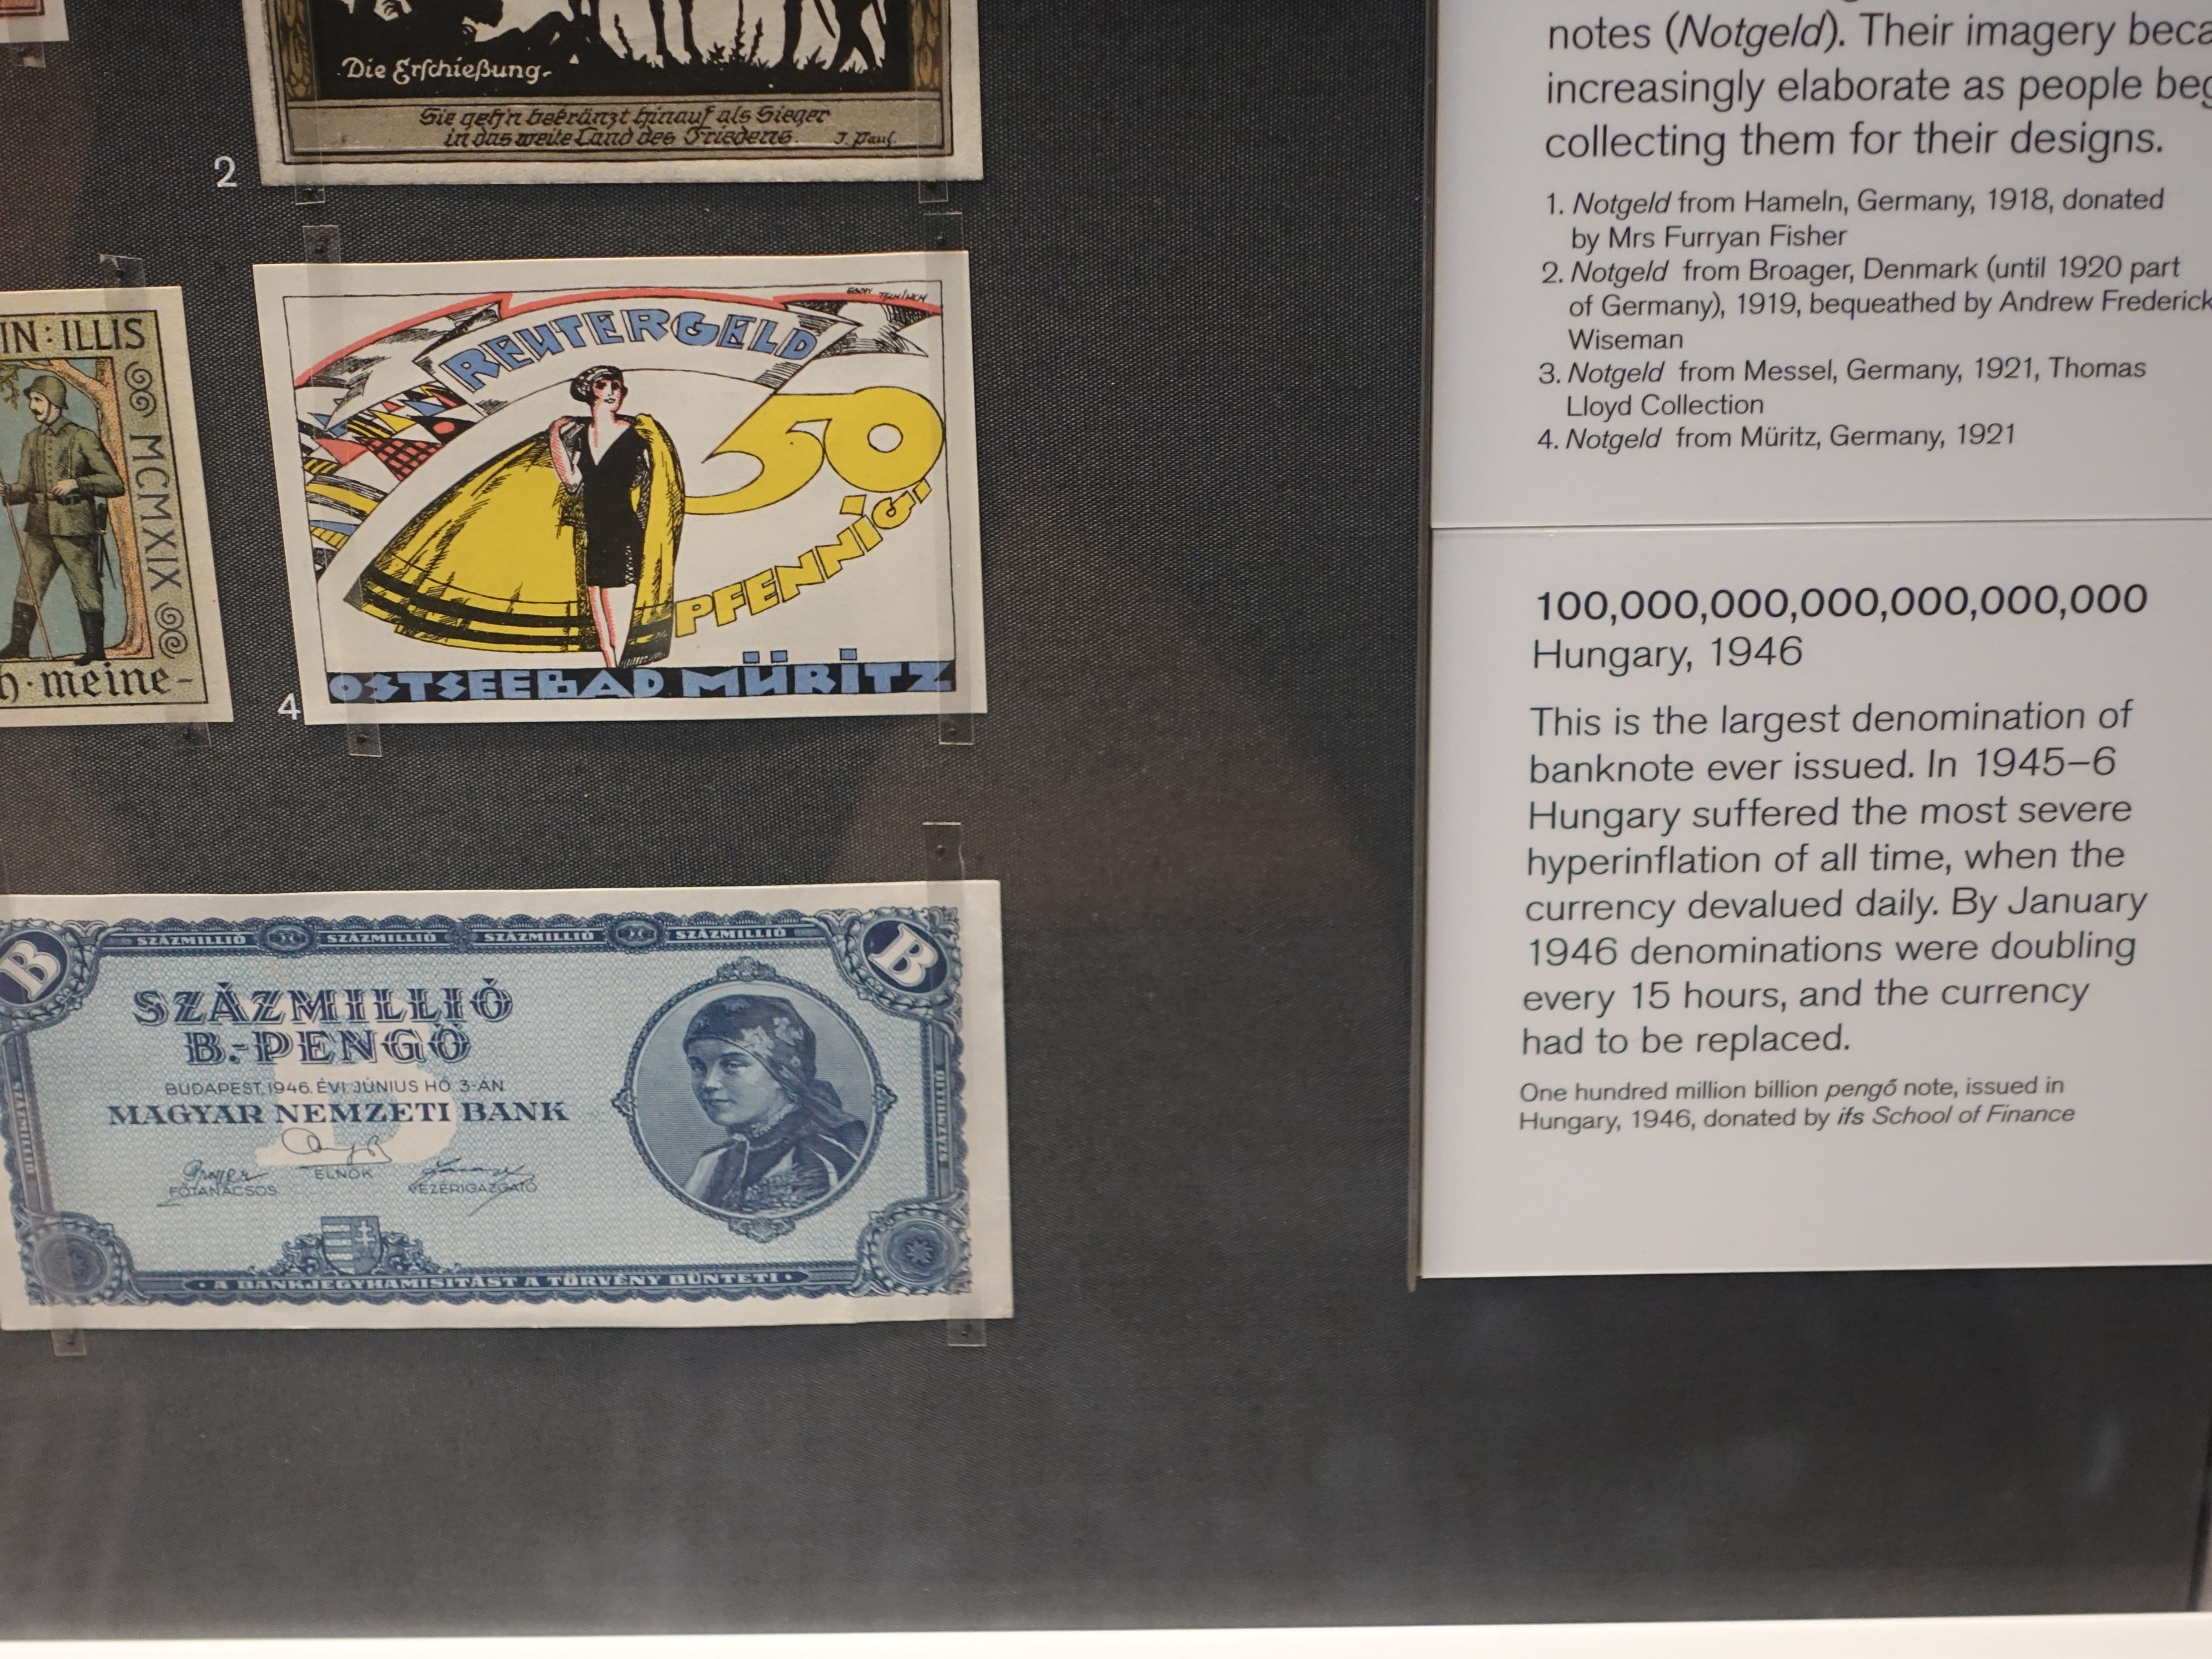 Die Erſchießung
Sie geh'n bekränzt hinauf als Sieger
in das weite Land des Friedens. J. Paul.
2
IN : ILLIS
MCMXIX
meine-
REUTERGELD
50
PFENNIG!
OSTSEEBAD MÜRITZ
4
B
B
SZÁZMILLIÓ SZÁZMILLIÓ SZÁZMILLIÓ SZÁZMILLIÓ
SZÁZMILLIÓ
B.-PENGŐ
BUDAPEST, 1946. ÉVI JÚNIUS HÓ 3-ÁN
MAGYAR NEMZETI BANK
FŐTANÁCSOS
ELNÖK
VEZÉRIGAZGATÓ
SZÁZMILLIÓ
SZÁZMILLIÓ
• A BANKJEGYHAMISITÁST A TÖRVÉNY BÜNTETI •
notes (Notgeld). Their imagery beca
increasingly elaborate as people beg
collecting them for their designs.
1. Notgeld from Hameln, Germany, 1918, donated
by Mrs Furryan Fisher
2. Notgeld from Broager, Denmark (until 1920 part
of Germany), 1919, bequeathed by Andrew Frederick
Wiseman
3. Notgeld from Messel, Germany, 1921, Thomas
Lloyd Collection
4. Notgeld from Müritz, Germany, 1921
100,000,000,000,000,000,000
Hungary, 1946
This is the largest denomination of
banknote ever issued. In 1945–6
Hungary suffered the most severe
hyperinflation of all time, when the
currency devalued daily. By January
1946 denominations were doubling
every 15 hours, and the currency
had to be replaced.
One hundred million billion pengő note, issued in
Hungary, 1946, donated by ifs School of Finance